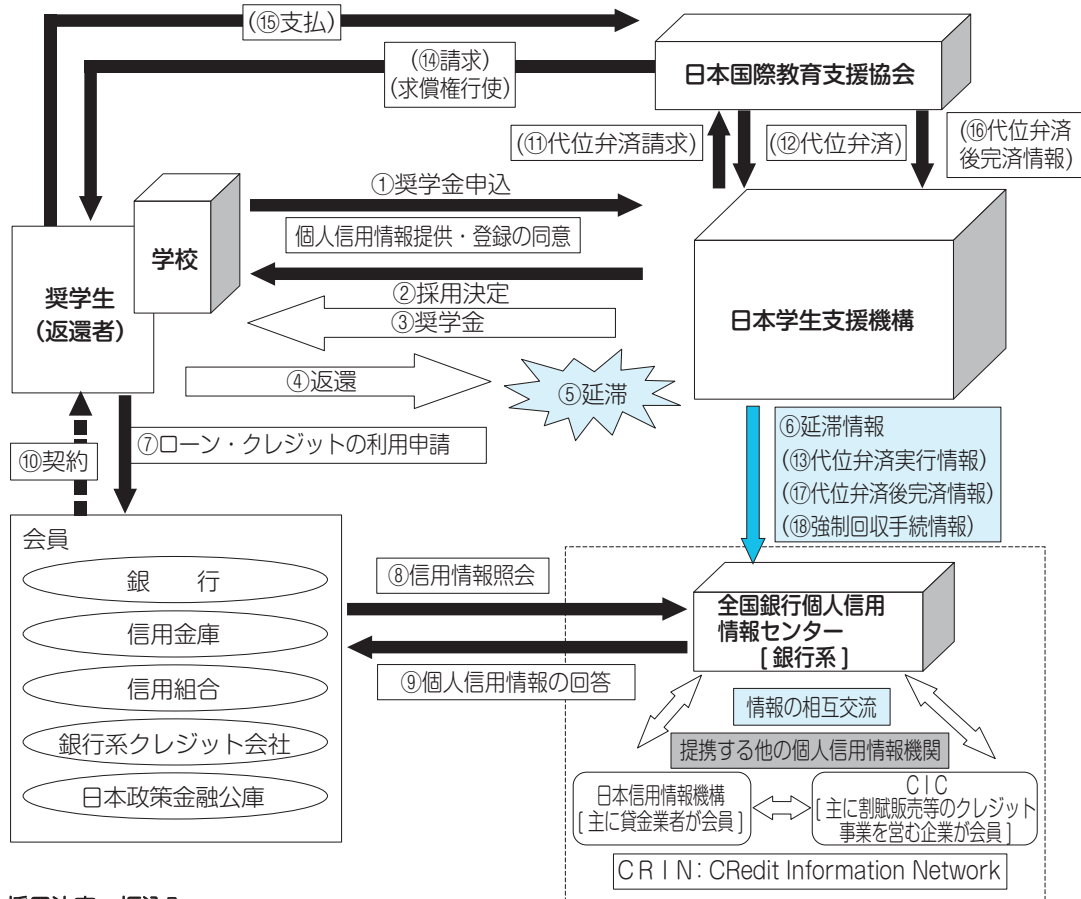 (⑮支払)
(⑭請求)
(求償権行使)
日本国際教育支援協会
(⑪代位弁済請求)
(⑫代位弁済)
(⑯代位弁済
後完済情報)
①奨学金申込
個人信用情報提供・登録の同意
学校
奨学生
(返還者)
②採用決定
③奨学金
日本学生支援機構
④返還
⑤延滞
⑥延滞情報
(⑬代位弁済実行情報)
(⑰代位弁済後完済情報)
(⑱強制回収手続情報)
⑦ローン・クレジットの利用申請
⑩契約
会員
銀 行
信用金庫
信用組合
銀行系クレジット会社
日本政策金融公庫
⑧信用情報照会
⑨個人信用情報の回答
全国銀行個人信用
情報センター
[銀行系]
情報の相互交流
提携する他の個人信用情報機関
日本信用情報機構
[主に貸金業者が会員]
CIC
[主に割賦販売等のクレジット
事業を営む企業が会員]
CRIN: CRedit Information Network